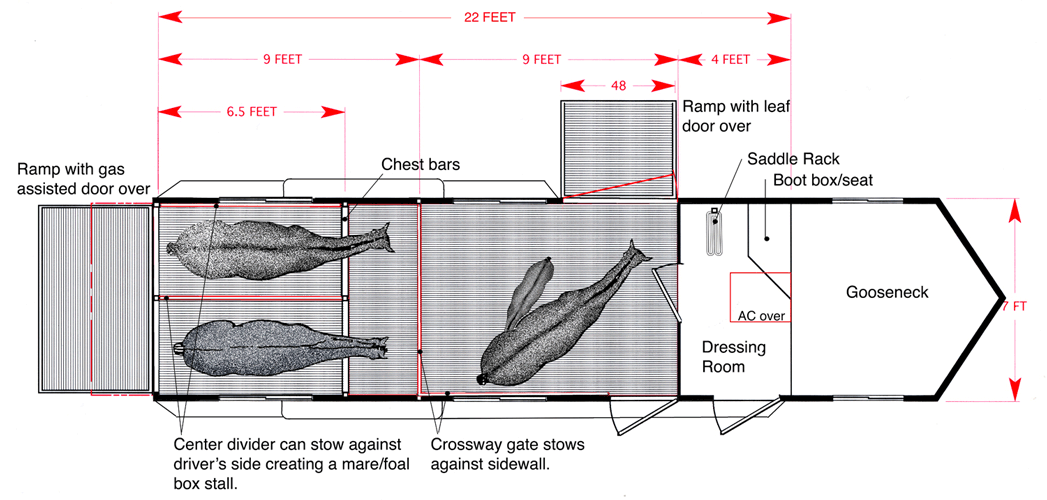 22 FEET
9 FEET
9 FEET
4 FEET
48
6.5 FEET
Ramp with leaf
door over
Chest bars
Saddle Rack
Ramp with gas
assisted door over
Boot box/seat
Gooseneck
7 FT
AC over
Dressing
Room
Center divider can stow against
driver's side creating a mare/foal
box stall.
Crossway gate stows
against sidewall.